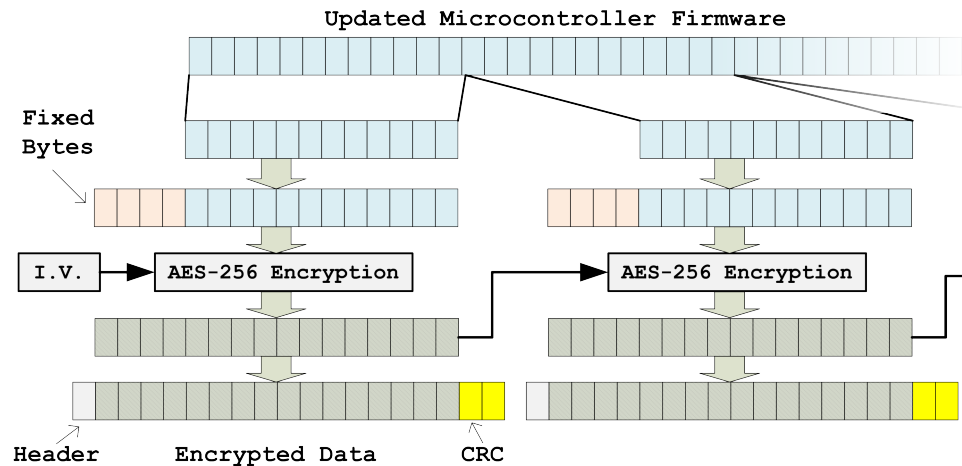 Updated Microcontroller Firmware
Fixed
Bytes
I.V.
AES-256 Encryption
AES-256 Encryption
Header
Encrypted Data
CRC